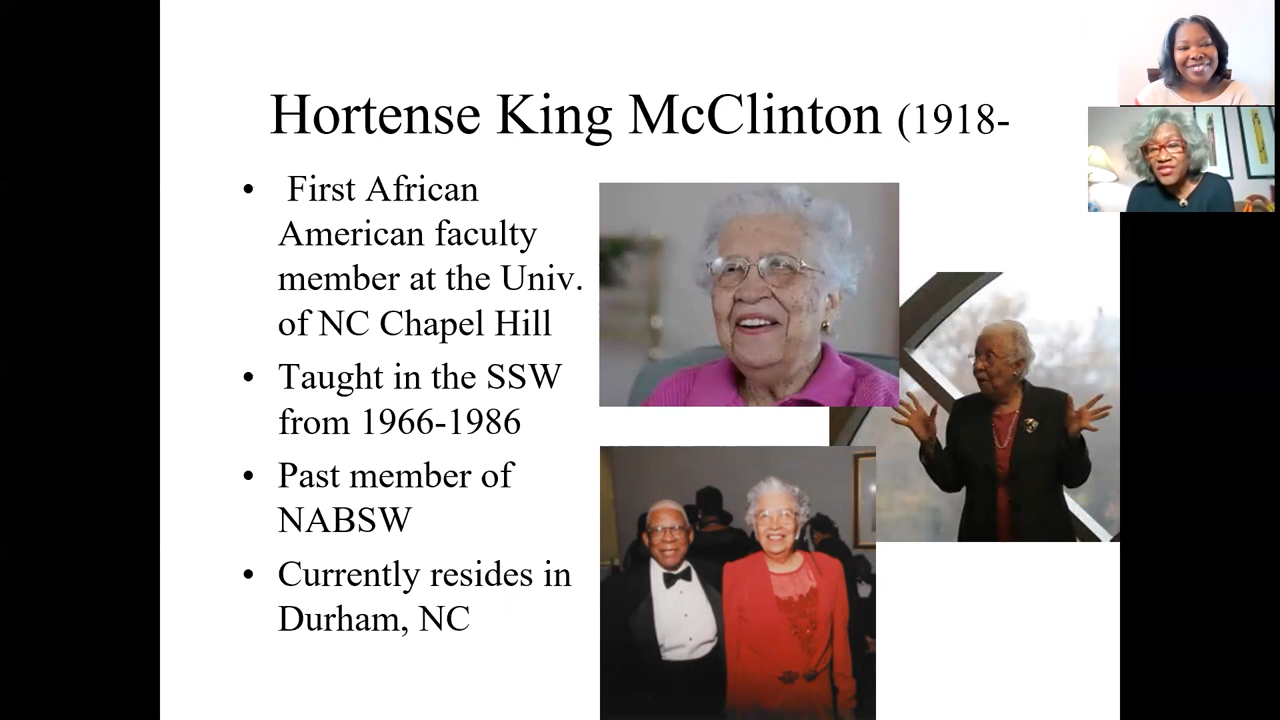 Hortense King McClinton (1918-
• First African
American faculty
member at the Univ.
of NC Chapel Hill
• Taught in the SSW
from 1966-1986
• Past member of
NABSW
• Currently resides in
Durham, NC